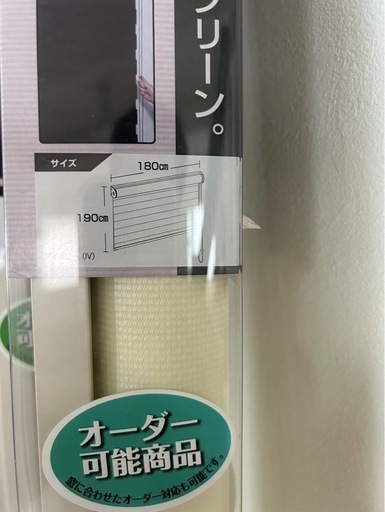 リーン。
サイズ
180㎝
190㎝
(IV)
オーダー
可能商品
窓に合わせたオーダー対応も可能です。